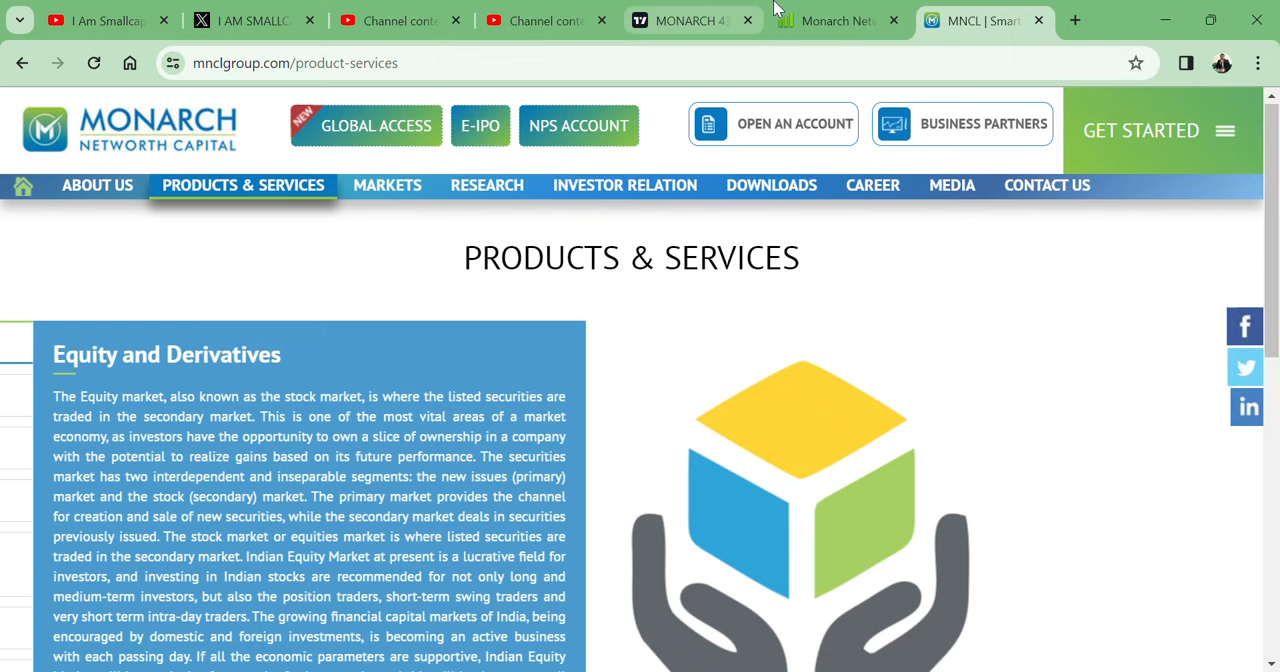 I Am Smallcap
I AM SMALLC
Channel conte
Channel conte
MONARCH 43
Monarch Netw
MNCL | Smart
mnclgroup.com/product-services
MONARCH
NETWORTH CAPITAL
NEW
GLOBAL ACCESS
E-IPO
NPS ACCOUNT
OPEN AN ACCOUNT
BUSINESS PARTNERS
GET STARTED
ABOUT US
PRODUCTS & SERVICES
MARKETS
RESEARCH
INVESTOR RELATION
DOWNLOADS
CAREER
MEDIA
CONTACT US
PRODUCTS & SERVICES
Equity and Derivatives
The Equity market, also known as the stock market, is where the listed securities are
traded in the secondary market. This is one of the most vital areas of a market
economy, as investors have the opportunity to own a slice of ownership in a company
with the potential to realize gains based on its future performance. The securities
market has two interdependent and inseparable segments: the new issues (primary)
market and the stock (secondary) market. The primary market provides the channel
for creation and sale of new securities, while the secondary market deals in securities
previously issued. The stock market or equities market is where listed securities are
traded in the secondary market. Indian Equity Market at present is a lucrative field for
investors, and investing in Indian stocks are recommended for not only long and
medium-term investors, but also the position traders, short-term swing traders and
very short term intra-day traders. The growing financial capital markets of India, being
encouraged by domestic and foreign investments, is becoming an active business
with each passing day. If all the economic parameters are supportive, Indian Equity